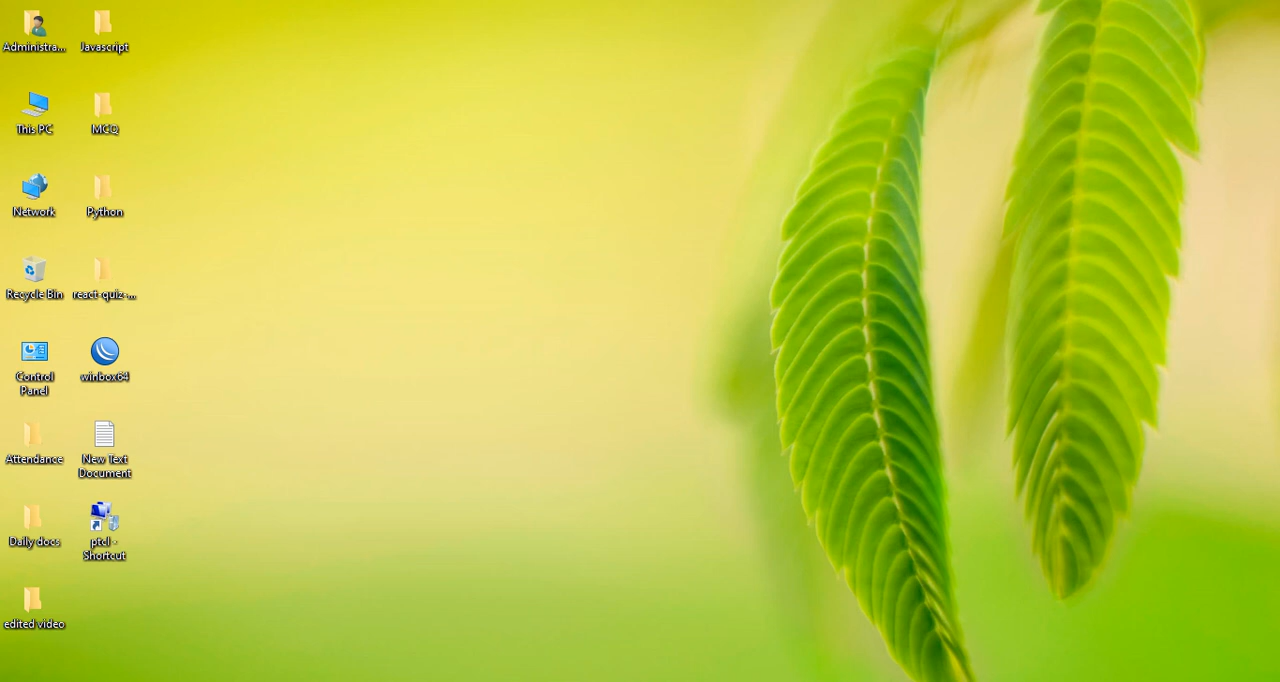 Administra...
This PC
Network
Recycle Bin
Control
Panel
Attendance
Daily docs
edited video
Javascript
MCQ
Python
react-quiz-...
winbox64
New Text
Document
ptcl -
Shortcut